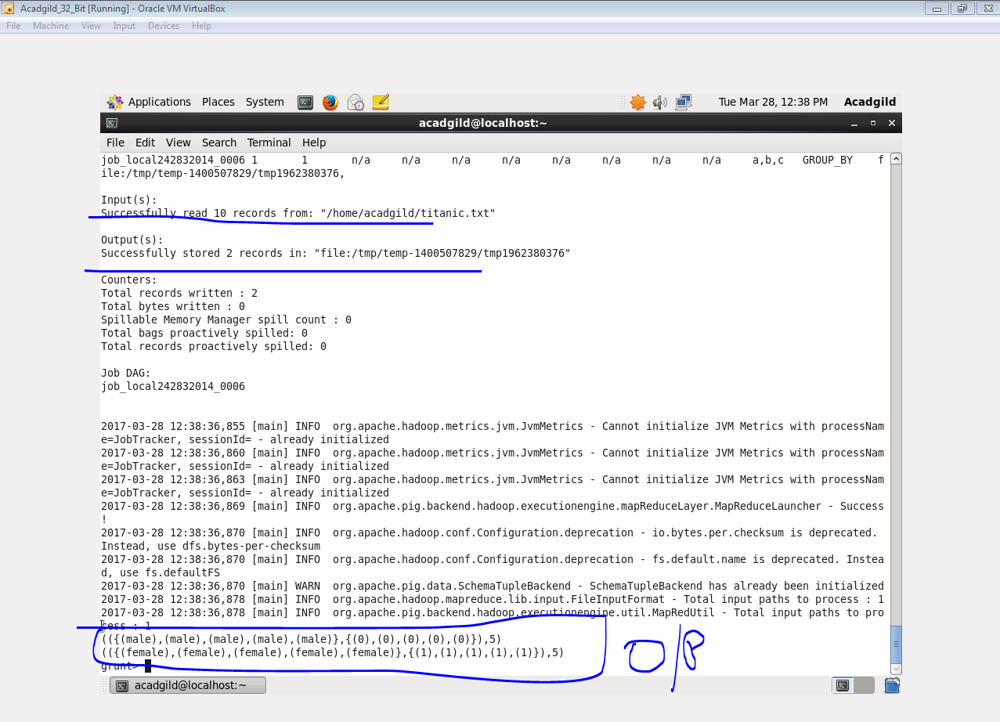 Acadgild_32_Bit [Running] - Oracle VM VirtualBox
File Machine View Input Devices Help
Applications Places System Tue Mar 28, 12:38 PM Acadgild
acadgild@localhost:~
File Edit View Search Terminal Help
job_local242832014_0006 1 1 n/a n/a n/a n/a n/a n/a n/a n/a a,b,c GROUP_BY f
ile:/tmp/temp-1400507829/tmp1962380376,
Input(s):
Successfully read 10 records from: "/home/acadgild/titanic.txt"
Output(s):
Successfully stored 2 records in: "file:/tmp/temp-1400507829/tmp1962380376"
Counters:
Total records written : 2
Total bytes written : 0
Spillable Memory Manager spill count : 0
Total bags proactively spilled: 0
Total records proactively spilled: 0
Job DAG:
job_local242832014_0006
2017-03-28 12:38:36,855 [main] INFO org.apache.hadoop.metrics.jvm.JvmMetrics - Cannot initialize JVM Metrics with processNam
e=JobTracker, sessionId= - already initialized
2017-03-28 12:38:36,860 [main] INFO org.apache.hadoop.metrics.jvm.JvmMetrics - Cannot initialize JVM Metrics with processNam
e=JobTracker, sessionId= - already initialized
2017-03-28 12:38:36,863 [main] INFO org.apache.hadoop.metrics.jvm.JvmMetrics - Cannot initialize JVM Metrics with processNam
e=JobTracker, sessionId= - already initialized
2017-03-28 12:38:36,869 [main] INFO org.apache.pig.backend.hadoop.executionengine.mapReduceLayer.MapReduceLauncher - Success
!
2017-03-28 12:38:36,870 [main] INFO org.apache.hadoop.conf.Configuration.deprecation - io.bytes.per.checksum is deprecated.
Instead, use dfs.bytes-per-checksum
2017-03-28 12:38:36,870 [main] INFO org.apache.hadoop.conf.Configuration.deprecation - fs.default.name is deprecated. Instea
d, use fs.defaultFS
2017-03-28 12:38:36,870 [main] WARN org.apache.pig.data.SchemaTupleBackend - SchemaTupleBackend has already been initialized
2017-03-28 12:38:36,878 [main] INFO org.apache.hadoop.mapreduce.lib.input.FileInputFormat - Total input paths to process : 1
2017-03-28 12:38:36,878 [main] INFO org.apache.pig.backend.hadoop.executionengine.util.MapRedUtil - Total input paths to pro
cess : 1
(({(male),(male),(male),(male),(male)},{(0),(0),(0),(0),(0)}),5)
(({(female),(female),(female),(female),(female)},{(1),(1),(1),(1),(1)}),5)
grunt>
O/P
acadgild@localhost:~